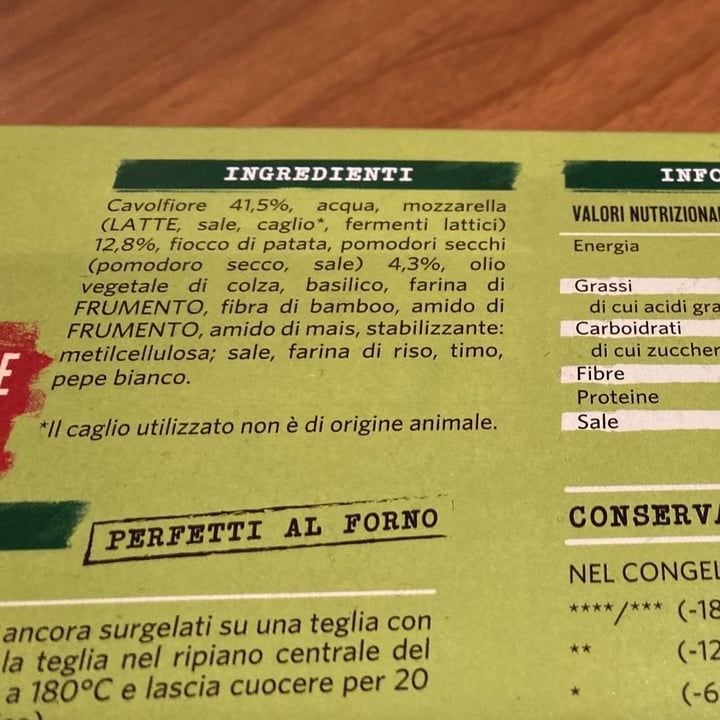 INGREDIENTI
Cavolfiore 41,5%, acqua, mozzarella
(LATTE, sale, caglio*, fermenti lattici)
12,8%, fiocco di patata, pomodori secchi
(pomodoro secco, sale) 4,3%, olio
vegetale di colza, basilico, farina di
FRUMENTO, fibra di bamboo, amido di
FRUMENTO, amido di mais, stabilizzante:
metilcellulosa; sale, farina di riso, timo,
pepe bianco.
*Il caglio utilizzato non è di origine animale.
E
PERFETTI AL FORNO
ancora surgelati su una teglia con
la teglia nel ripiano centrale del
a 180°C e lascia cuocere per 20
INFO
VALORI NUTRIZIONA
Energia
Grassi
di cui acidi gra
Carboidrati
di cui zuccher
Fibre
Proteine
Sale
CONSERVA
NEL CONGEL
****/*** (-18
** (-12
* (-6